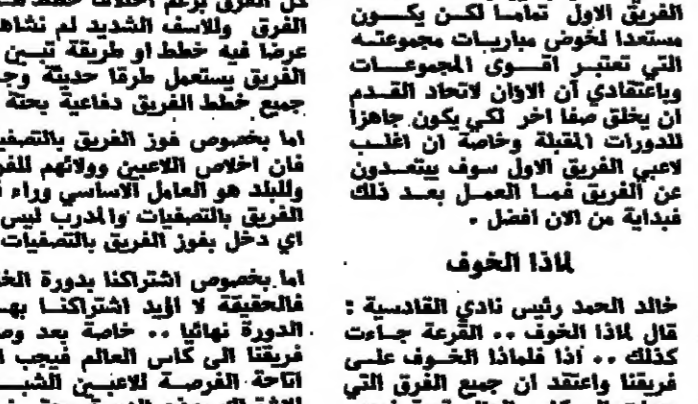 الفريق الاول تماما لكن يكون
مستعدا لخوض مباريات مجموعته
التي تعتبر اقوى المجموعات
وباعتقادي أن الاوان لاتحاد القدم
ان يخلق صفا اخر لكي يكون جاهزا
للدورات المقبلة وخاصة ان اغلب
لاعبي الفريق الاول سوف يبتعدون
عن الفريق فما العمل بعد ذلك
فبداية من الان افضل .
لماذا الخوف
خالد الحمد رئيس نادي القادسية :
قال لماذا الخوف .. القرعة جاءت
كذلك .. اذا فلماذا الخوف على
فريقنا واعتقد ان جميع الفرق التي
كل الفرق برغم اختلاف خطط
الفرق وللاسف الشديد لم نشاهد
عرضا فيه خطط او طريقة تبين
الفريق يستعمل طرقا حديثة
جميع خطط الفريق دفاعية بحتة
اما بخصوص فوز الفريق
فان اخلاص اللاعبين وولائهم
وللبلد هو العامل الاساسي وراء
الفريق بالتصفيات والمدرب ليس
اي دخل بفوز الفريق بالتصفيات
اما بخصوص اشتراكنا بدورة
فالحقيقة لا اؤيد اشتراكنا
الدورة نهائيا .. خاصة بعد
فريقنا الى كاس العالم فيجب
اتاحة الفرصة للاعبين